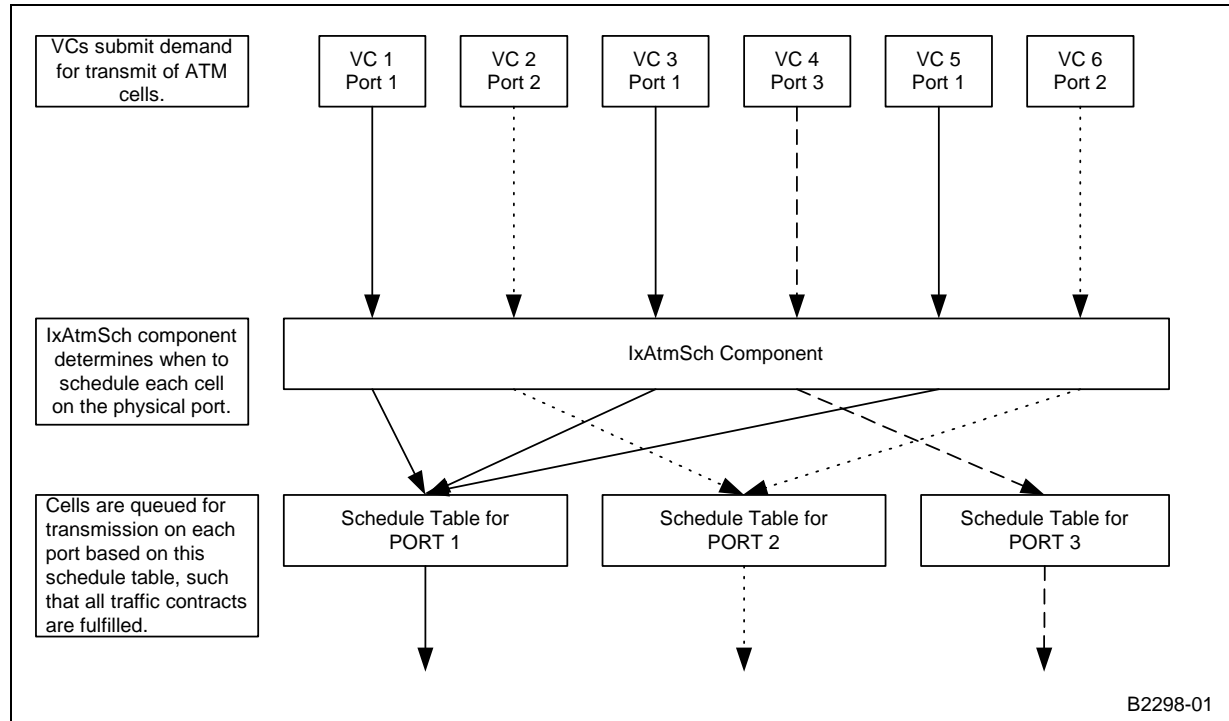 VCs submit demand
for transmit of ATM
cells.
VC 1
Port 1
VC 2
Port 2
VC 3
Port 1
VC 4
Port 3
VC 5
Port 1
VC 6
Port 2
IxAtmSch component
determines when to
schedule each cell
on the physical port.
IxAtmSch Component
Cells are queued for
transmission on each
port based on this
schedule table, such
that all traffic contracts
are fulfilled.
Schedule Table for
PORT 1
Schedule Table for
PORT 2
Schedule Table for
PORT 3
B2298-01